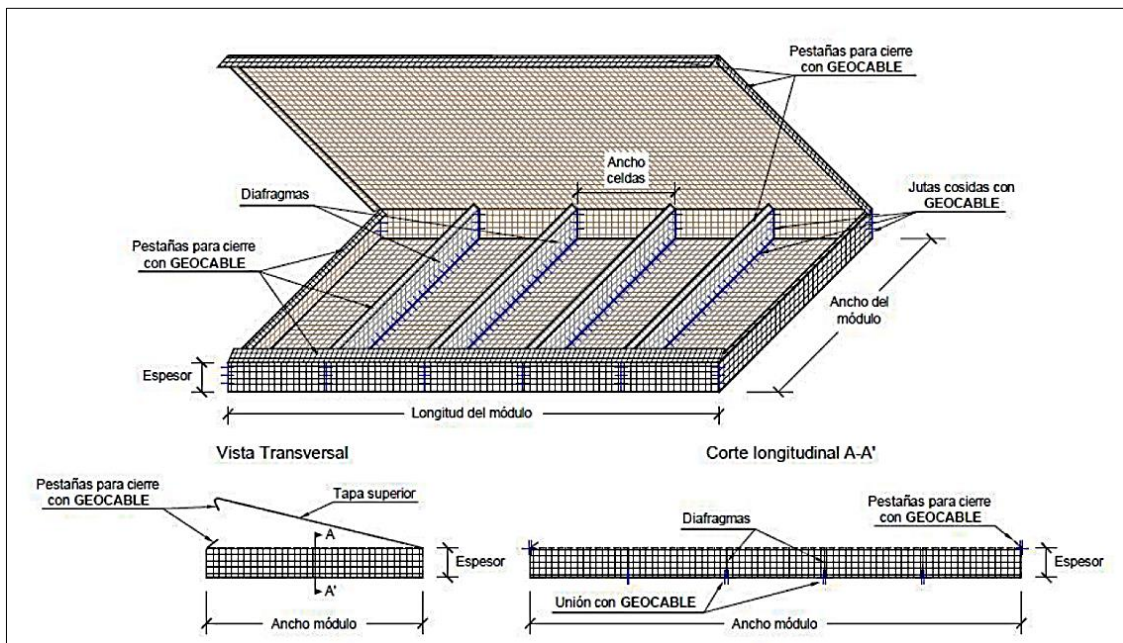 Pestañas para cierre
con GEOCABLE
Ancho
celdas
Diafragmas
Jutas cosidas con
GEOCABLE
Pestañas para cierre
con GEOCABLE
Ancho del
módulo
Espesor
Longitud del módulo
Vista Transversal
Corte longitudinal A-A'
Pestañas para cierre
con GEOCABLE
Tapa superior
A
A'
Espesor
Ancho módulo
Pestañas para cierre
con GEOCABLE
Diafragmas
Espesor
Unión con GEOCABLE
Ancho módulo